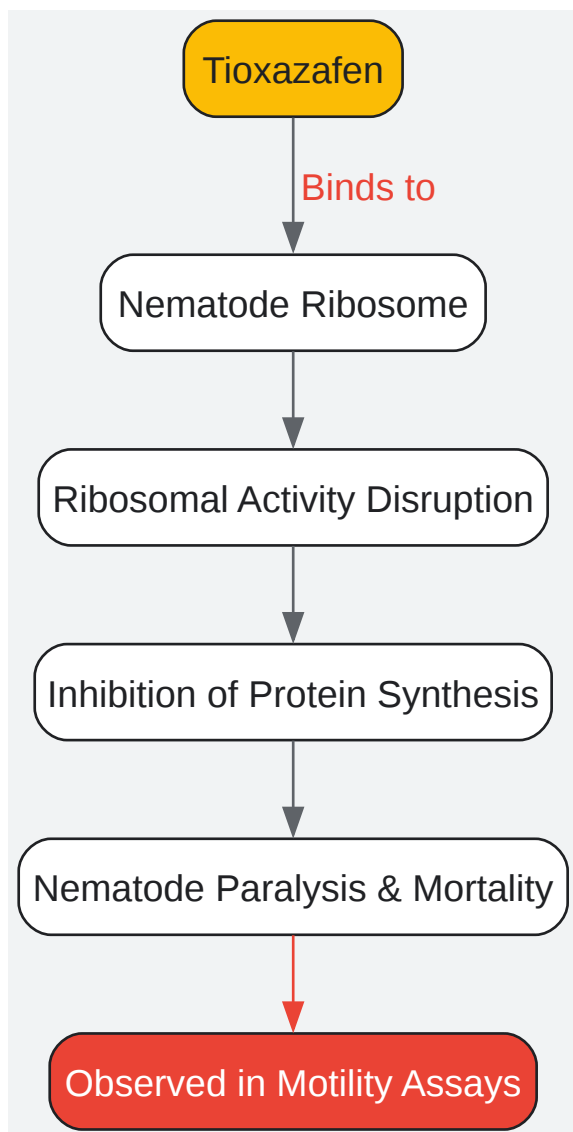 Tioxazafen
Binds to
Nematode Ribosome
Ribosomal Activity Disruption
Inhibition of Protein Synthesis
Nematode Paralysis & Mortality
Observed in Motility Assays